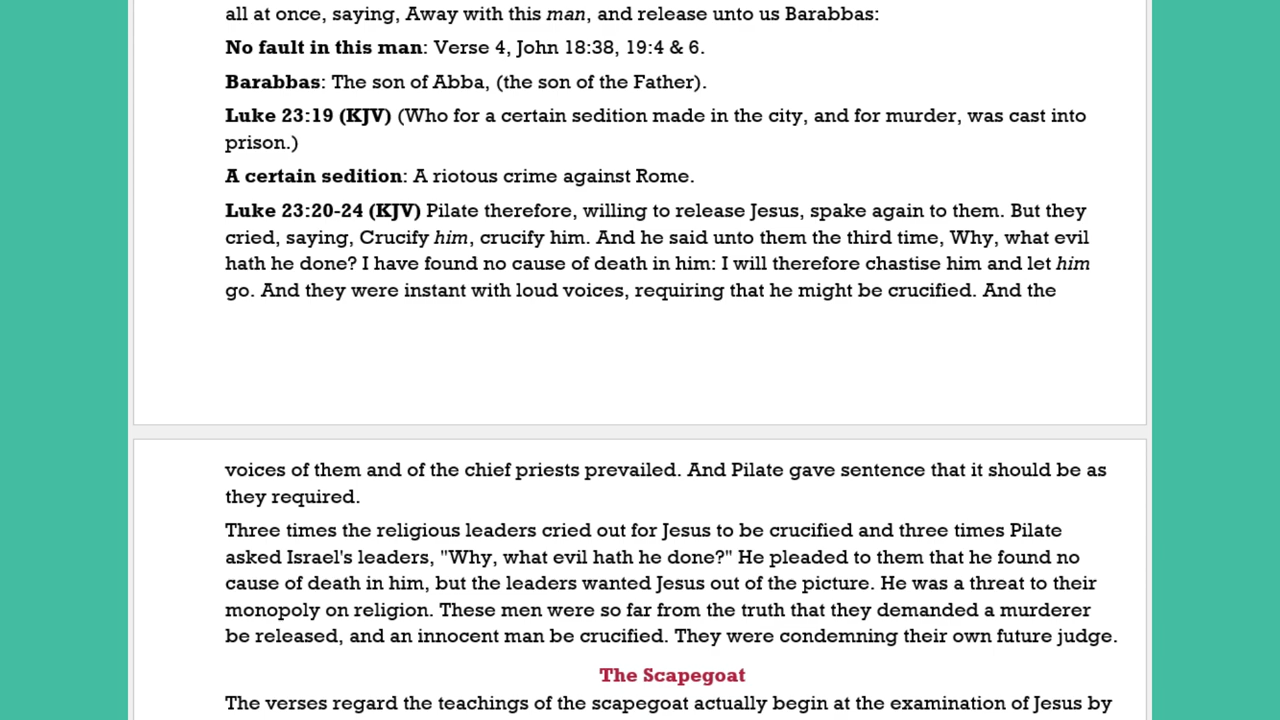 all at once, saying, Away with this man, and release unto us Barabbas:
No fault in this man: Verse 4, John 18:38, 19:4 & 6.
Barabbas: The son of Abba, (the son of the Father).
Luke 23:19 (KJV) (Who for a certain sedition made in the city, and for murder, was cast into
prison.)
A certain sedition: A riotous crime against Rome.
Luke 23:20-24 (KJV) Pilate therefore, willing to release Jesus, spake again to them. But they
cried, saying, Crucify him, crucify him. And he said unto them the third time, Why, what evil
hath he done? I have found no cause of death in him: I will therefore chastise him and let him
go. And they were instant with loud voices, requiring that he might be crucified. And the
voices of them and of the chief priests prevailed. And Pilate gave sentence that it should be as
they required.
Three times the religious leaders cried out for Jesus to be crucified and three times Pilate
asked Israel's leaders, "Why, what evil hath he done?" He pleaded to them that he found no
cause of death in him, but the leaders wanted Jesus out of the picture. He was a threat to their
monopoly on religion. These men were so far from the truth that they demanded a murderer
be released, and an innocent man be crucified. They were condemning their own future judge.
The Scapegoat
The verses regard the teachings of the scapegoat actually begin at the examination of Jesus by